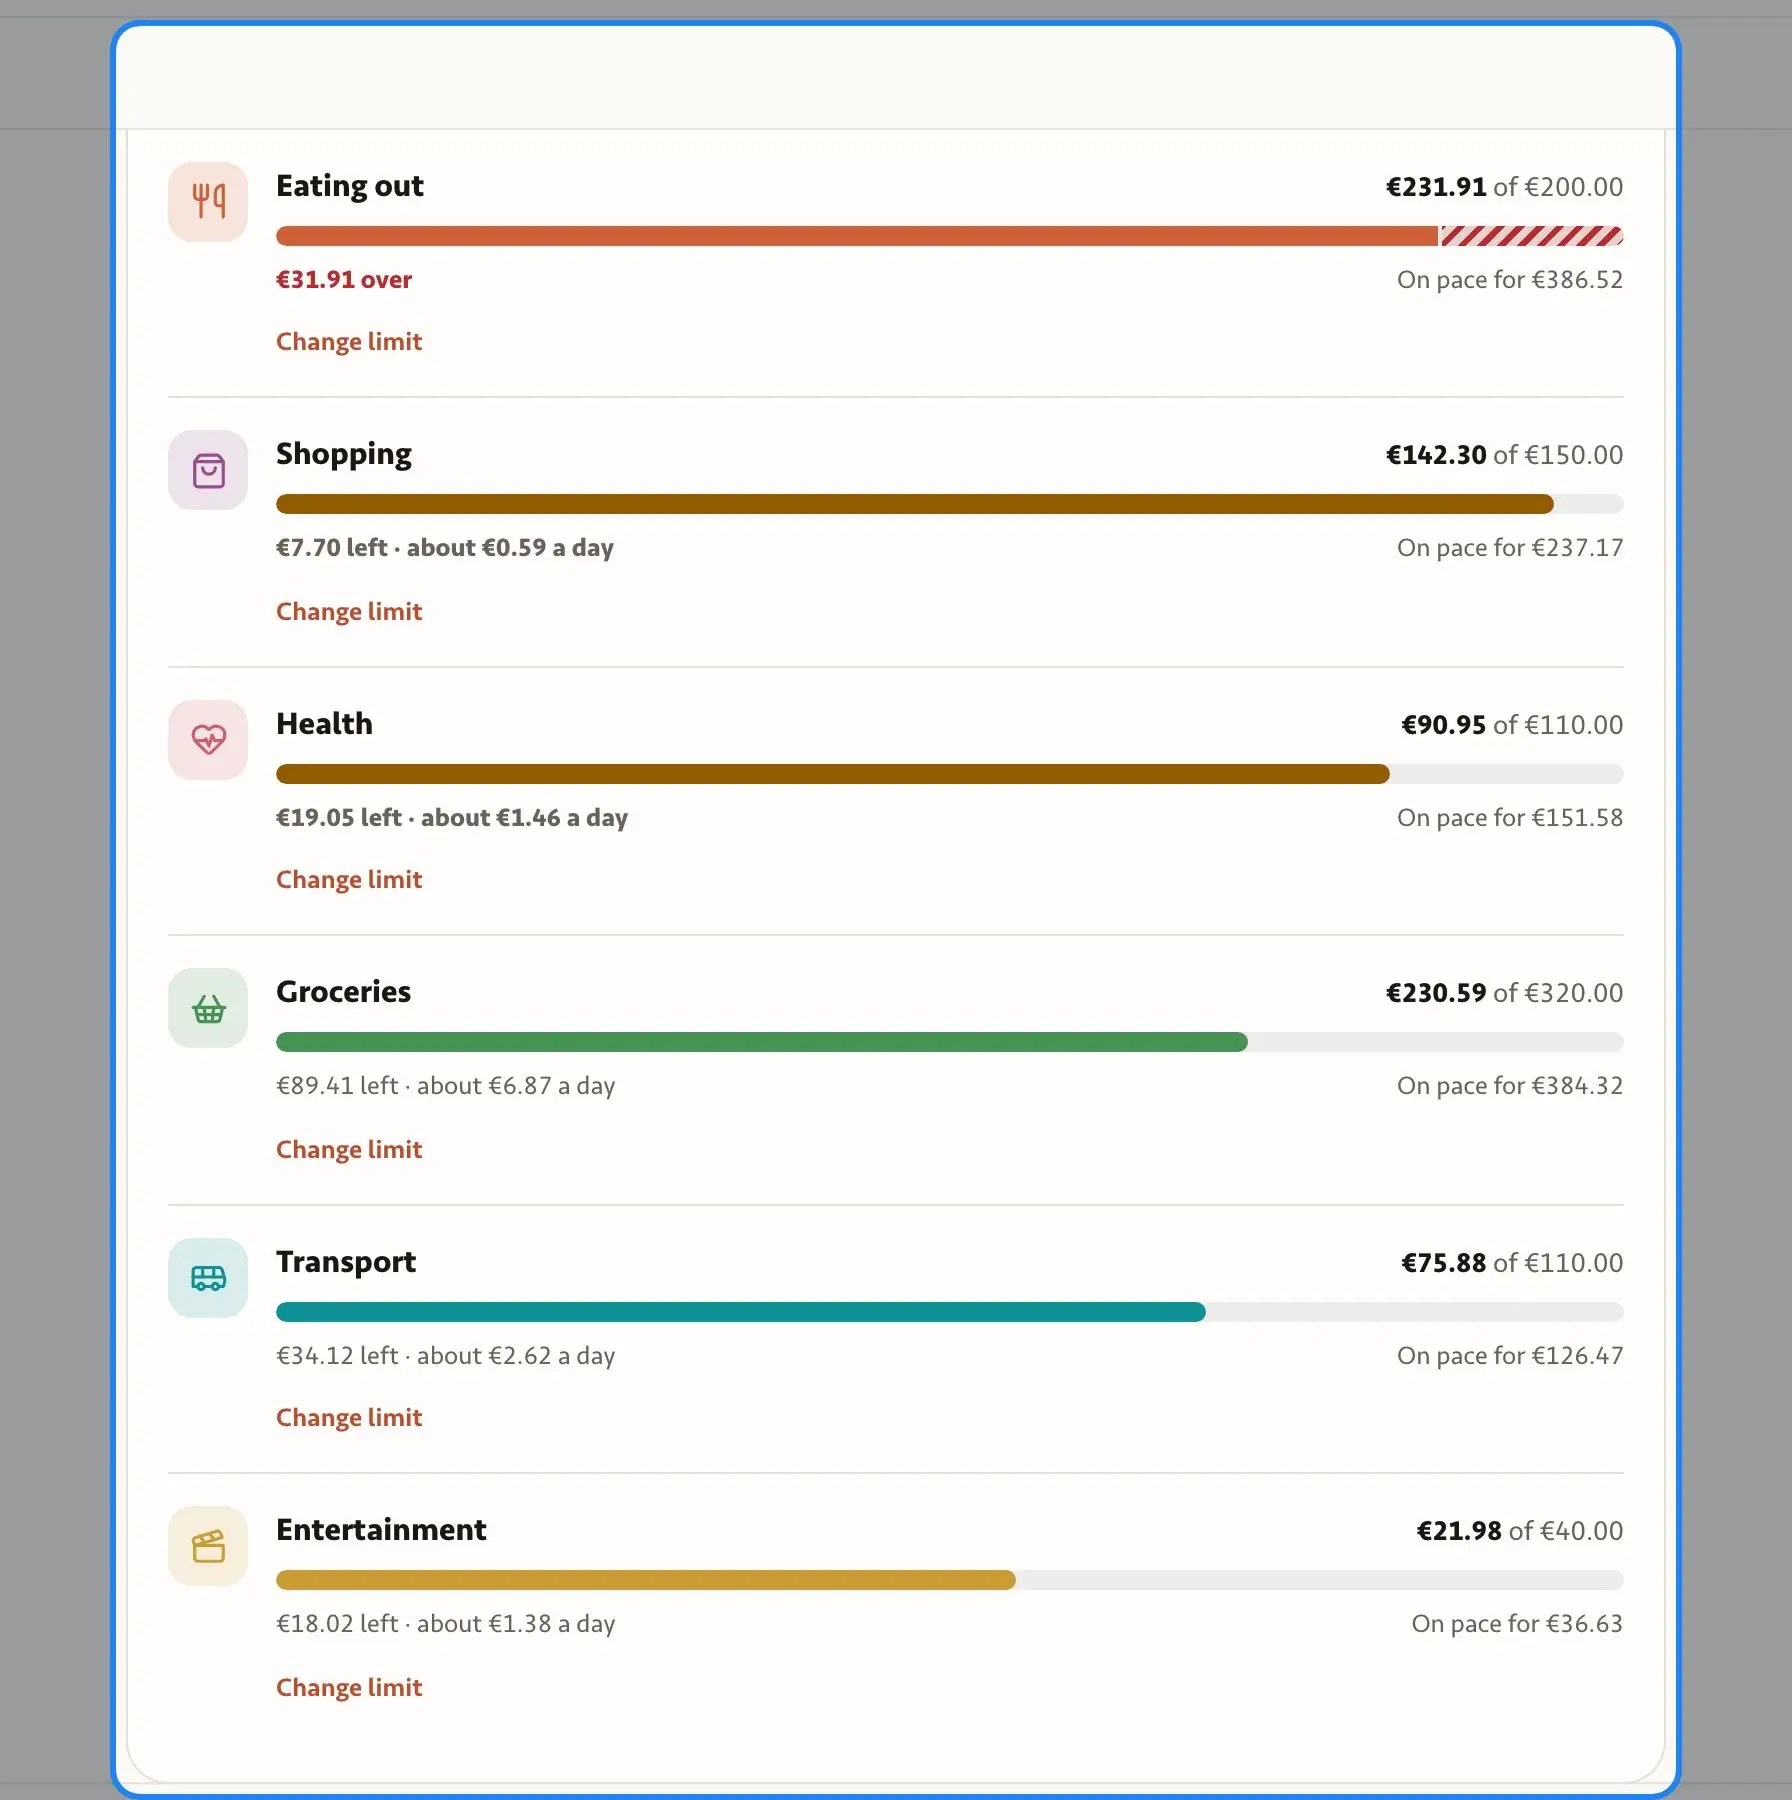 Eating out
€231.91 of €200.00
€31.91 over
On pace for €386.52
Change limit
Shopping
€142.30 of €150.00
€7.70 left · about €0.59 a day
On pace for €237.17
Change limit
Health
€90.95 of €110.00
€19.05 left · about €1.46 a day
On pace for €151.58
Change limit
Groceries
€230.59 of €320.00
€89.41 left · about €6.87 a day
On pace for €384.32
Change limit
Transport
€75.88 of €110.00
€34.12 left · about €2.62 a day
On pace for €126.47
Change limit
Entertainment
€21.98 of €40.00
€18.02 left · about €1.38 a day
On pace for €36.63
Change limit